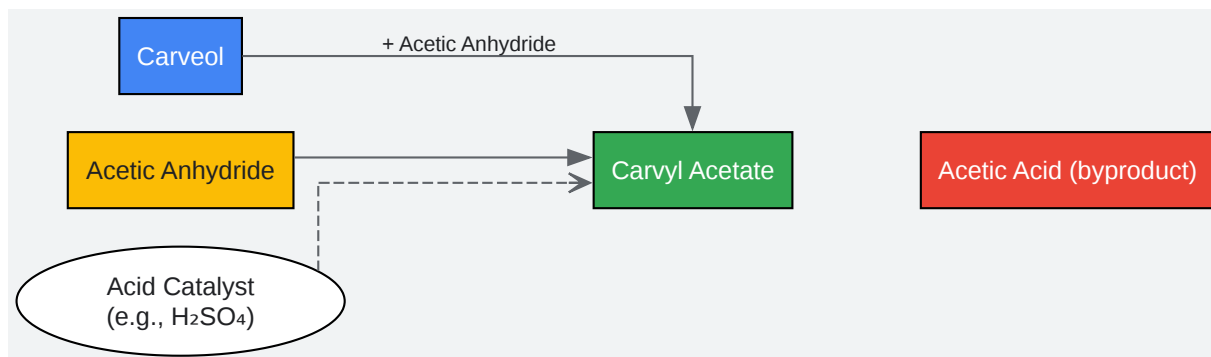 Carveol
+ Acetic Anhydride
Acetic Anhydride
Carvyl Acetate
Acetic Acid (byproduct)
Acid Catalyst
(e.g., H₂SO₄)